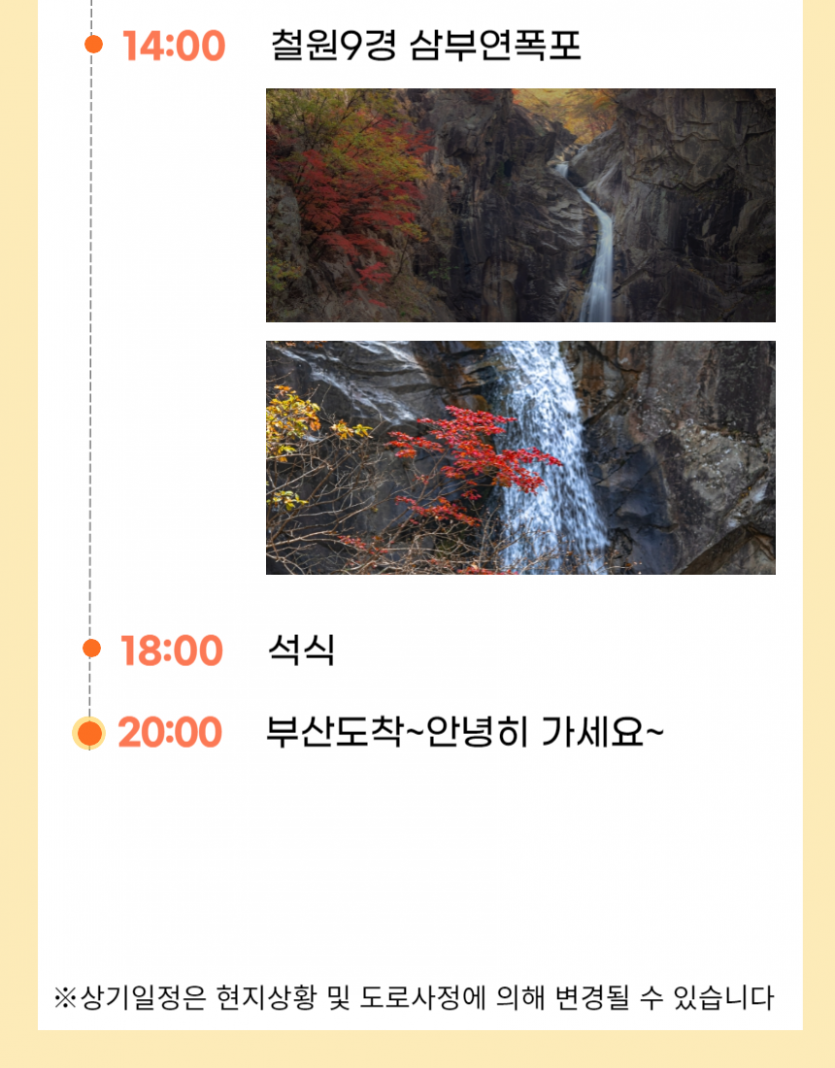 14:00 철원9경 삼부연폭포
18:00 석식
20:00 부산도착~안녕히 가세요~
※상기일정은 현지상황 및 도로사정에 의해 변경될 수 있습니다